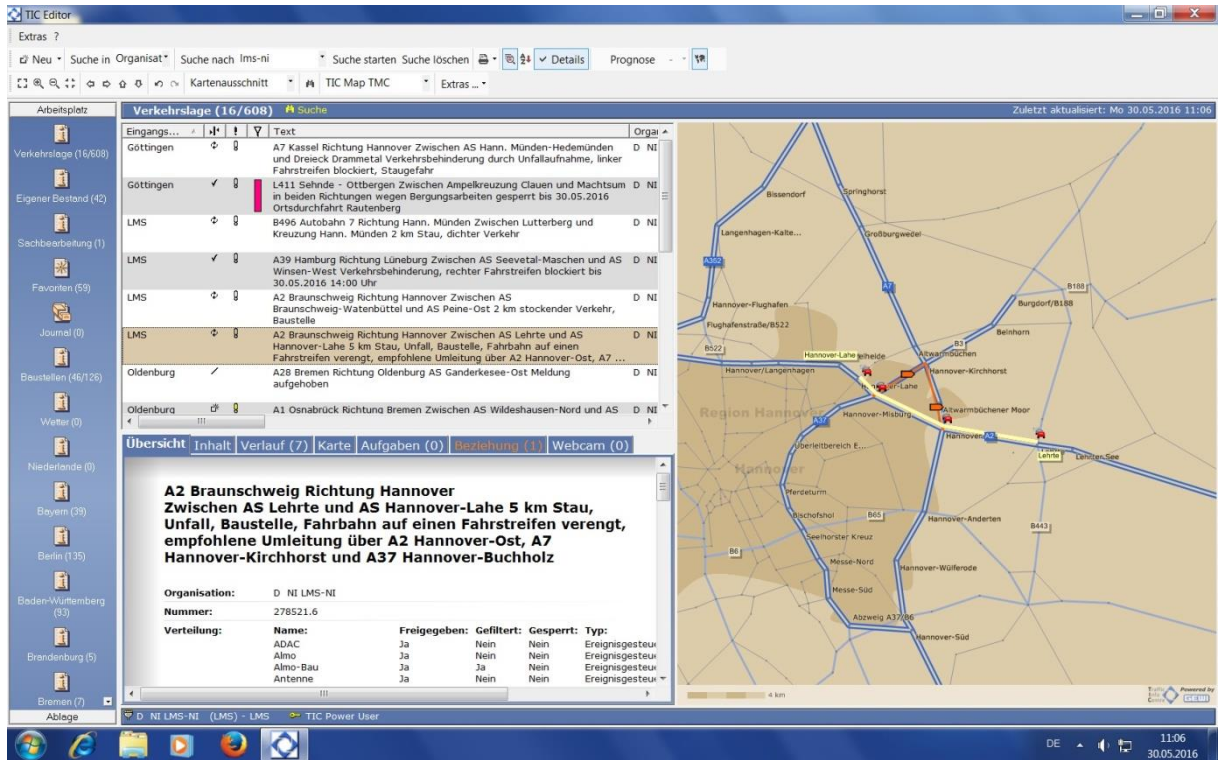 TIC Editor
Extras ?
Neu Suche in Organisat Suche nach lms-ni Suche starten Suche löschen Details Prognose
Kartenausschnitt TIC Map TMC Extras ...
Arbeitsplatz
Verkehrslage (16/608)
Eigener Bestand (42)
Sachbearbeitung (1)
Favoriten (59)
Journal (0)
Baustellen (46/126)
Wetter (0)
Niederlande (0)
Bayern (39)
Berlin (135)
Baden-Württemberg
(93)
Brandenburg (5)
Bremen (7)
Ablage
Verkehrslage (16/608) Suche
Zuletzt aktualisiert: Mo 30.05.2016 11:06
Eingangs... ! Text Organ
Göttingen A7 Kassel Richtung Hannover Zwischen AS Hann. Münden-Hedemünden D NI
und Dreieck Drammetal Verkehrsbehinderung durch Unfallaufnahme, linker
Fahrstreifen blockiert, Staugefahr
Göttingen L411 Sehnde - Ottbergen Zwischen Ampelkreuzung Clauen und Machtsum D NI
in beiden Richtungen wegen Bergungsarbeiten gesperrt bis 30.05.2016
Ortsdurchfahrt Rautenberg
LMS B496 Autobahn 7 Richtung Hann. Münden Zwischen Lutterberg und D NI
Kreuzung Hann. Münden 2 km Stau, dichter Verkehr
LMS A39 Hamburg Richtung Lüneburg Zwischen AS Seevetal-Maschen und AS D NI
Winsen-West Verkehrsbehinderung, rechter Fahrstreifen blockiert bis
30.05.2016 14:00 Uhr
LMS A2 Braunschweig Richtung Hannover Zwischen AS D NI
Braunschweig-Watenbüttel und AS Peine-Ost 2 km stockender Verkehr,
Baustelle
LMS A2 Braunschweig Richtung Hannover Zwischen AS Lehrte und AS D NI
Hannover-Lahe 5 km Stau, Unfall, Baustelle, Fahrbahn auf einen
Fahrstreifen verengt, empfohlene Umleitung über A2 Hannover-Ost, A7 ...
Oldenburg A28 Bremen Richtung Oldenburg AS Ganderkesee-Ost Meldung D NI
aufgehoben
Oldenburg A1 Osnabrück Richtung Bremen Zwischen AS Wildeshausen-Nord und AS D NI
Übersicht Inhalt Verlauf (7) Karte Aufgaben (0) Beziehung (1) Webcam (0)
A2 Braunschweig Richtung Hannover
Zwischen AS Lehrte und AS Hannover-Lahe 5 km Stau,
Unfall, Baustelle, Fahrbahn auf einen Fahrstreifen verengt,
empfohlene Umleitung über A2 Hannover-Ost, A7
Hannover-Kirchhorst und A37 Hannover-Buchholz
Organisation: D NI LMS-NI
Nummer: 278521.6
Verteilung: Name: Freigegeben: Gefiltert: Gesperrt: Typ:
ADAC Ja Nein Nein Ereignisgesteu
Almo Ja Nein Nein Ereignisgesteu
Almo-Bau Ja Ja Nein Ereignisgesteu
Antenne Ja Nein Nein Ereignisgesteu
Bissendorf
Springhorst
Langenhagen-Kalte...
Großburgwedel
A352
A7
B188
Hannover-Flughafen
Burgdorf/B188
Flughafenstraße/B522
Beinhorn
B522
B3
Hannover-Lahe
Altwarmbüchen
Hannover/Langenhagen
Hannover-Kirchhorst
Region Hannover
Hannover-Misburg
Altwarmbüchener Moor
A37
Hannover
A2
Überleitbereich E...
Lehrte
Lehrter See
Hannover
Pferdeturm
Bischofshol
B65
Hannover-Anderten
B443
Seelhorster Kreuz
B6
Messe-Nord
Hannover-Wülferode
Messe-Süd
Abzweig A37/B6
Hannover-Süd
4 km
Traffic
Info
Centre
Powered by
GEWI
D NI LMS-NI (LMS) - LMS TIC Power User
DE
11:06
30.05.2016